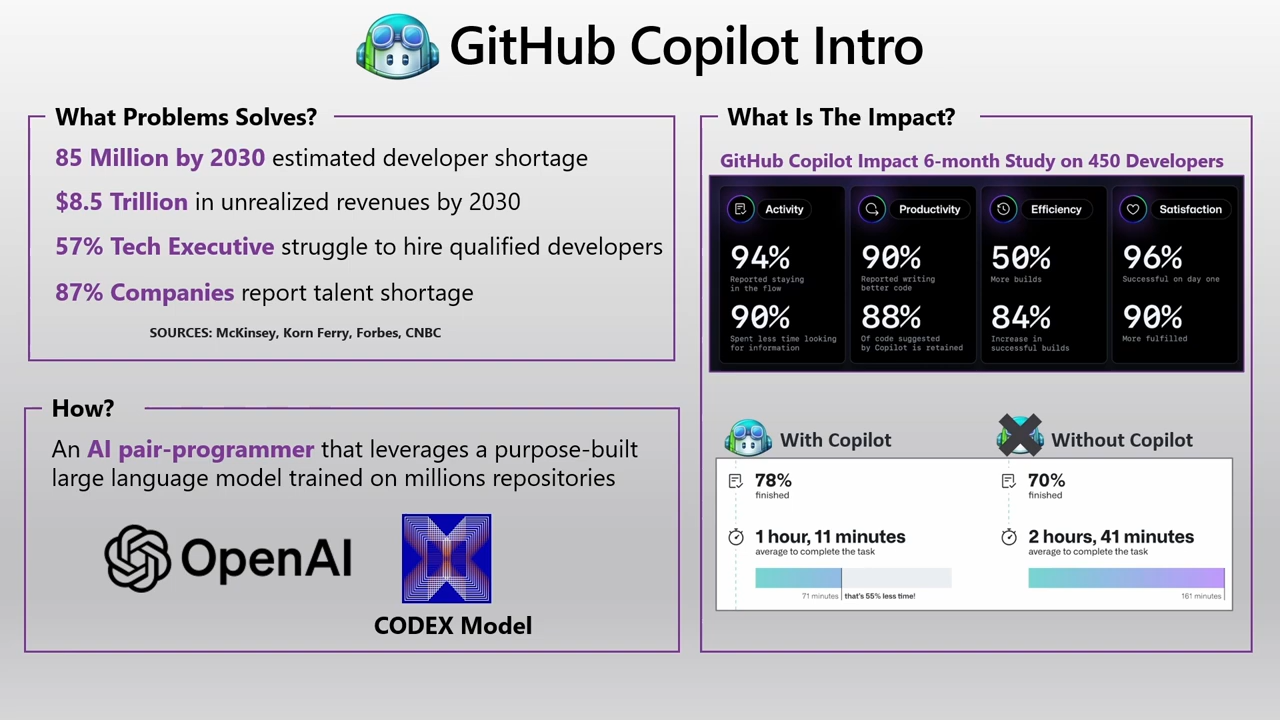 GitHub Copilot Intro
What Problems Solves?
85 Million by 2030 estimated developer shortage
$8.5 Trillion in unrealized revenues by 2030
57% Tech Executive struggle to hire qualified developers
87% Companies report talent shortage
SOURCES: McKinsey, Korn Ferry, Forbes, CNBC
How?
An AI pair-programmer that leverages a purpose-built
large language model trained on millions repositories
OpenAI
CODEX Model
What Is The Impact?
GitHub Copilot Impact 6-month Study on 450 Developers
Activity
94%
Reported staying
in the flow
90%
Spent less time looking
for information
Productivity
90%
Reported writing
better code
88%
Of code suggested
by Copilot is retained
Efficiency
50%
More builds
84%
Increase in
successful builds
Satisfaction
96%
Successful on day one
90%
More fulfilled
With Copilot
78%
finished
1 hour, 11 minutes
average to complete the task
71 minutes that's 55% less time!
Without Copilot
70%
finished
2 hours, 41 minutes
average to complete the task
161 minutes